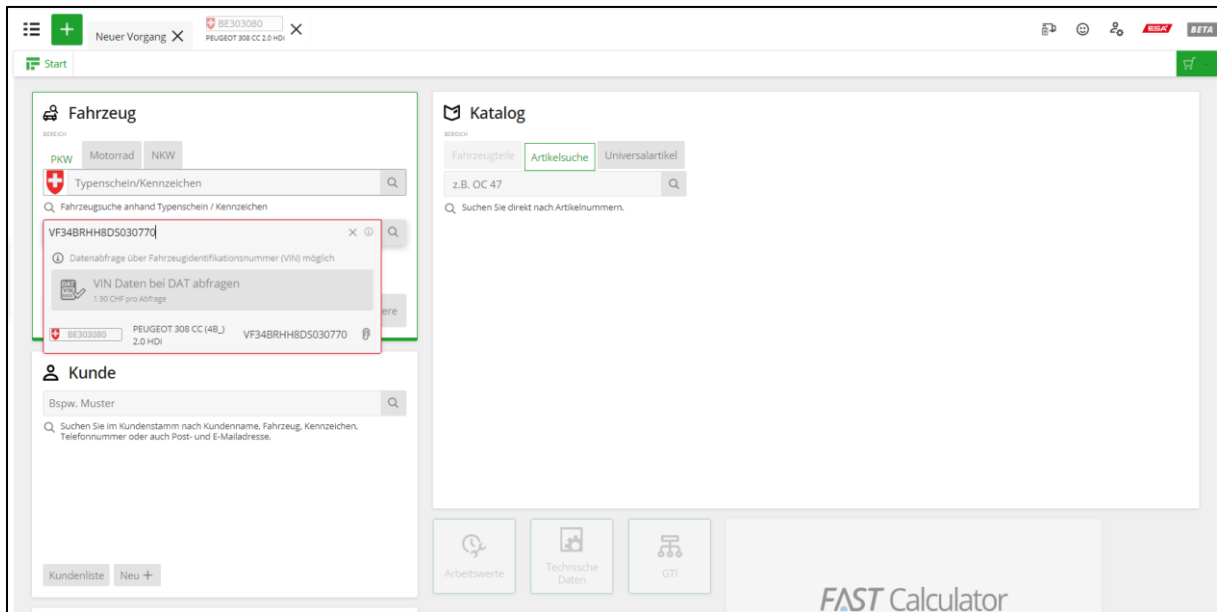 Neuer Vorgang
BE303080
PEUGEOT 308 CC 2.0 HDI
ESA
BETA
Start
Fahrzeug
BEREICH
PKW
Motorrad
NKW
Typenschein/Kennzeichen
Fahrzeugsuche anhand Typenschein / Kennzeichen
VF34BRHH8DS030770
Datenabfrage über Fahrzeugidentifikationsnummer (VIN) möglich
DAT
VIN
VIN Daten bei DAT abfragen
1.90 CHF pro Abfrage
ere
BE303080
PEUGEOT 308 CC (4B_)
2.0 HDi
VF34BRHH8DS030770
Kunde
Bspw. Muster
Suchen Sie im Kundenstamm nach Kundenname, Fahrzeug, Kennzeichen,
Telefonnummer oder auch Post- und E-Mailadresse.
Kundenliste
Neu +
Katalog
BEREICH
Fahrzeugteile
Artikelsuche
Universalartikel
z.B. OC 47
Suchen Sie direkt nach Artikelnummern.
Arbeitswerte
Technische
Daten
GTI
FAST Calculator